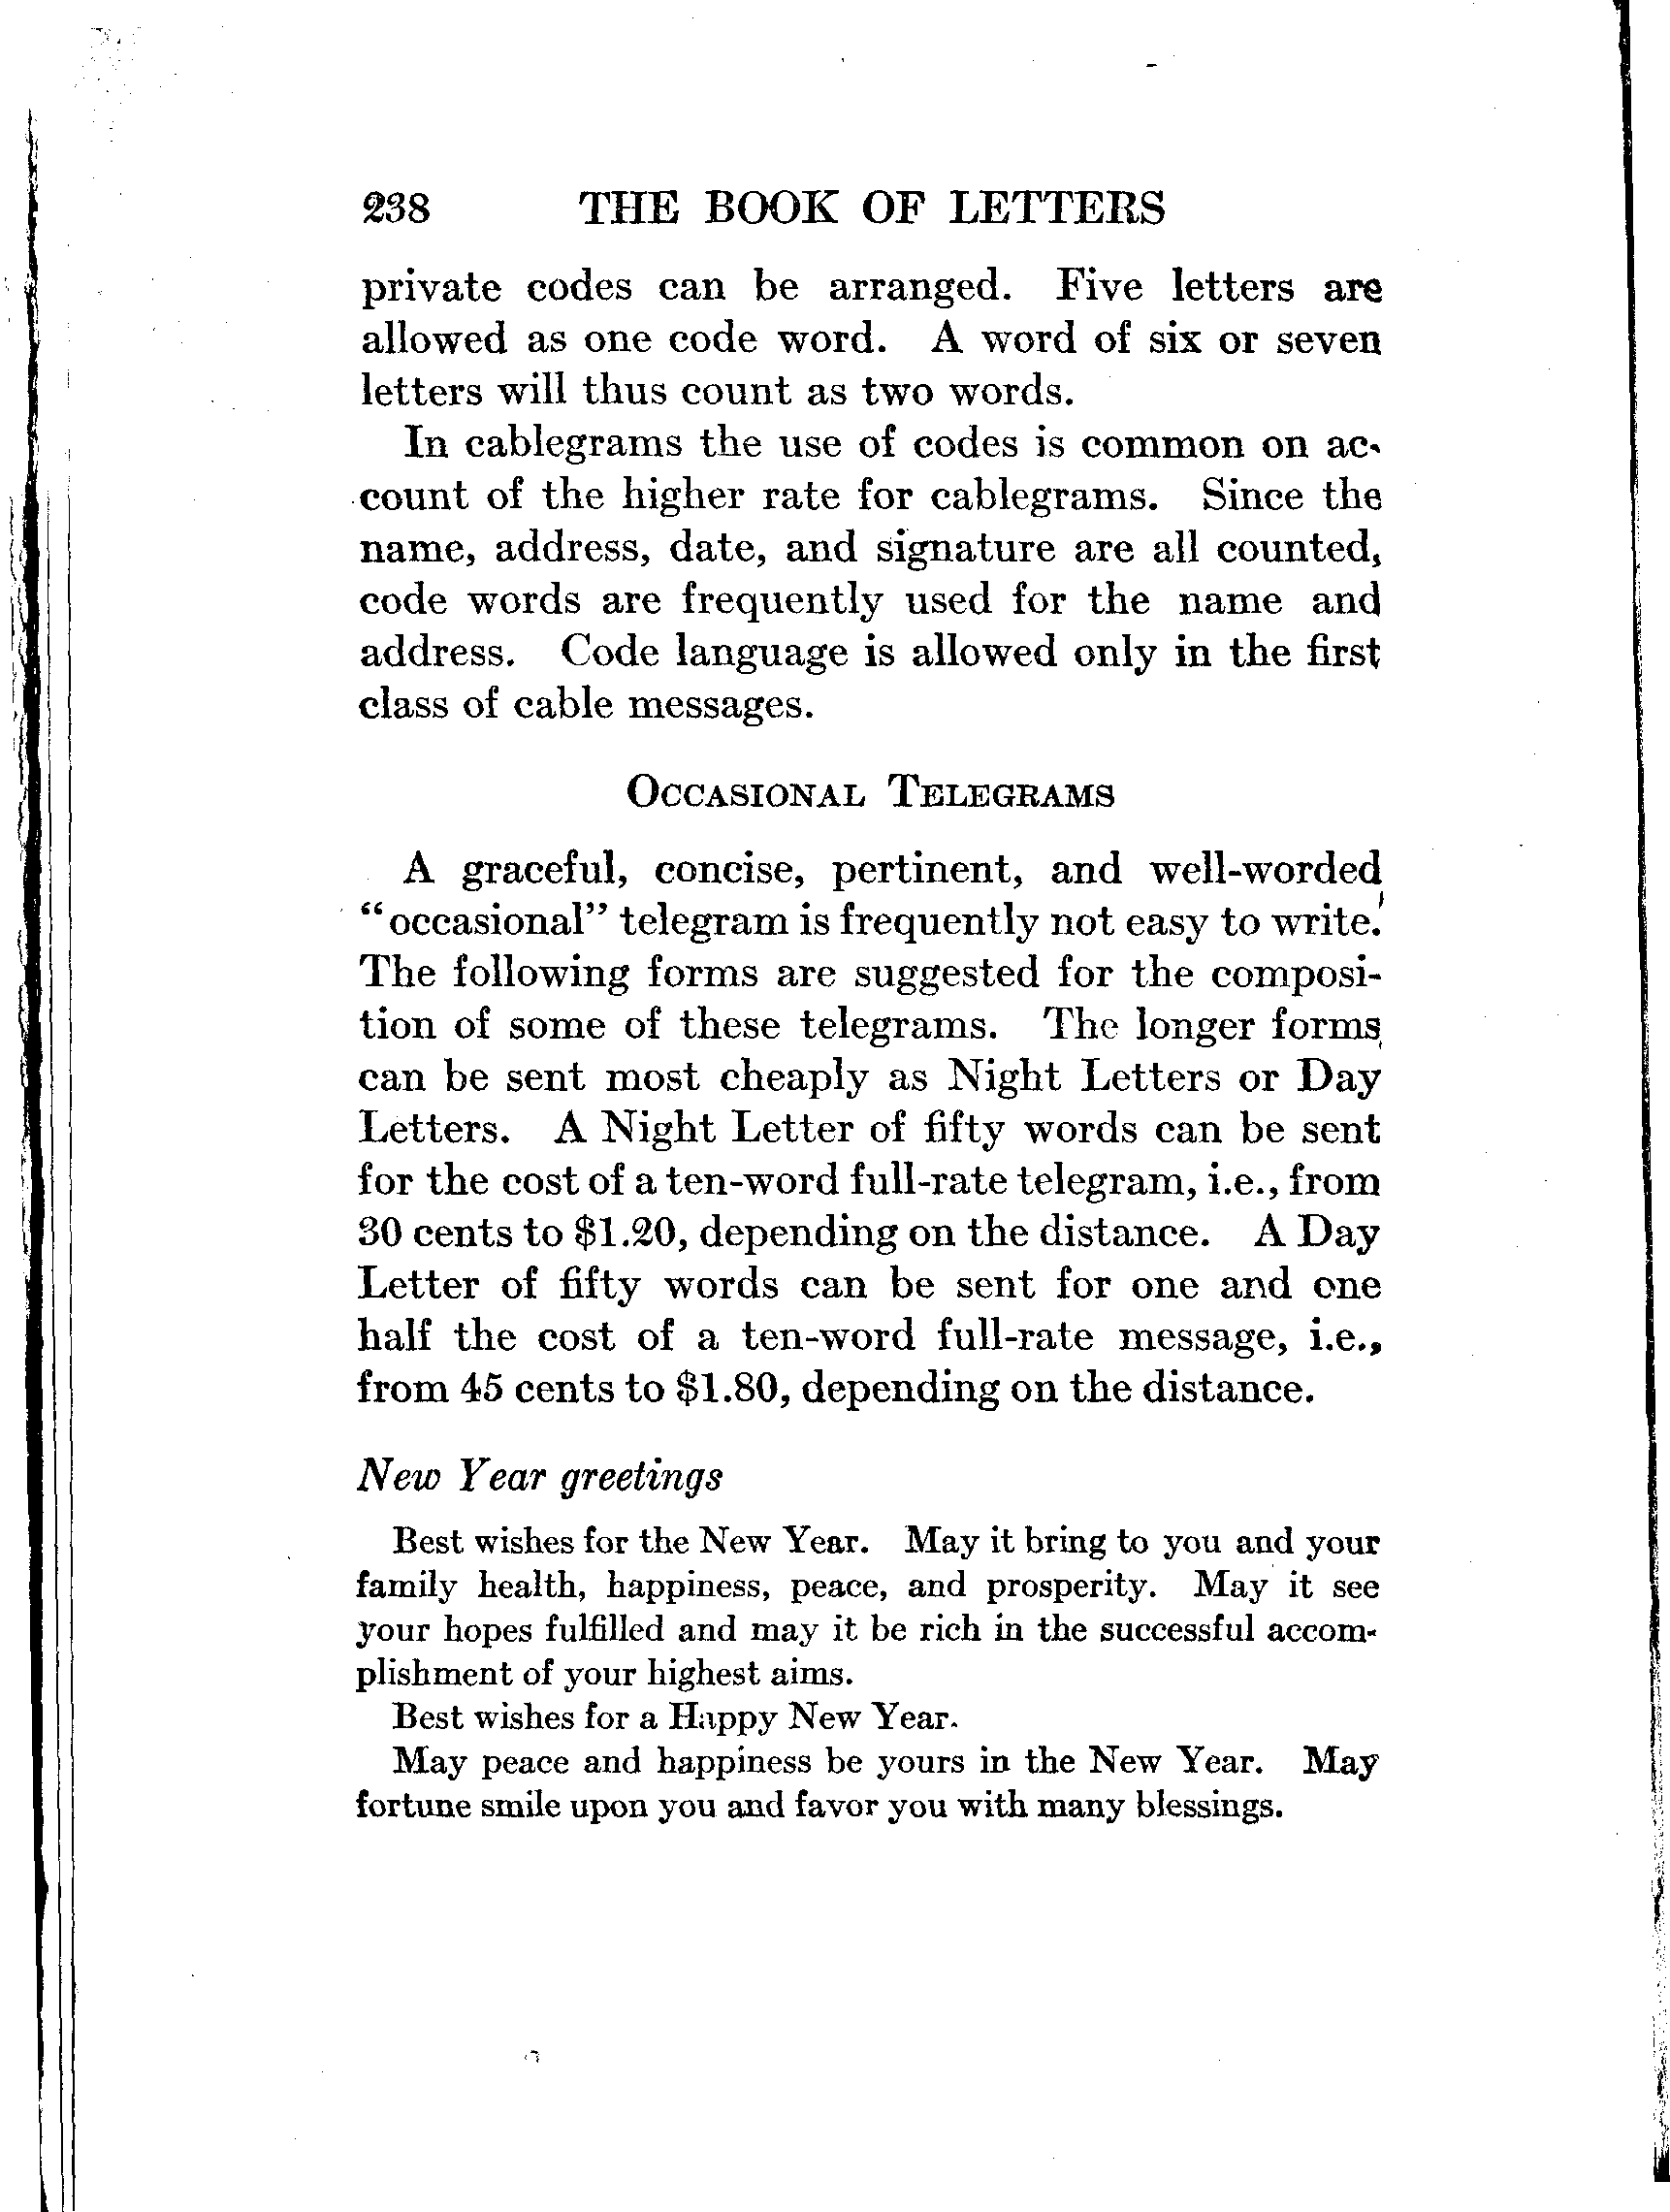 238 THE BOOK OF LETTERS
private codes can be arranged. Five letters are
allowed as one code word. A word of six or seven
letters will thus count as two words.
In cablegrams the use of codes is common on ac-
count of the higher rate for cablegrams. Since the
name, address, date, and signature are all counted,
code words are frequently used for the name and
address. Code language is allowed only in the first
class of cable messages.
OCCASIONAL TELEGRAMS
A graceful, concise, pertinent, and well-worded
“occasional” telegram is frequently not easy to write.
The following forms are suggested for the composi-
tion of some of these telegrams. The longer forms
can be sent most cheaply as Night Letters or Day
Letters. A Night Letter of fifty words can be sent
for the cost of a ten-word full-rate telegram, i.e., from
30 cents to $1.20, depending on the distance. A Day
Letter of fifty words can be sent for one and one
half the cost of a ten-word full-rate message, i.e.,
from 45 cents to $1.80, depending on the distance.
New Year greetings
Best wishes for the New Year. May it bring to you and your
family health, happiness, peace, and prosperity. May it see
your hopes fulfilled and may it be rich in the successful accom-
plishment of your highest aims.
Best wishes for a Happy New Year.
May peace and happiness be yours in the New Year. May
fortune smile upon you and favor you with many blessings.